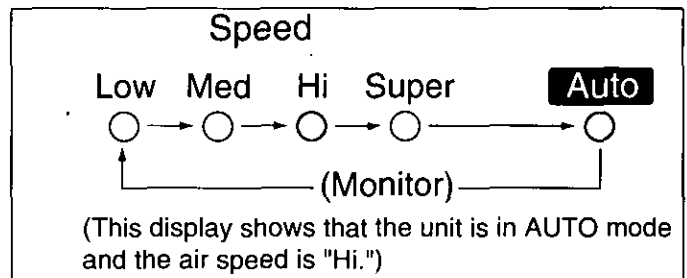 Speed
Low Med Hi Super Auto
(Monitor)
(This display shows that the unit is in AUTO mode
and the air speed is "Hi.")